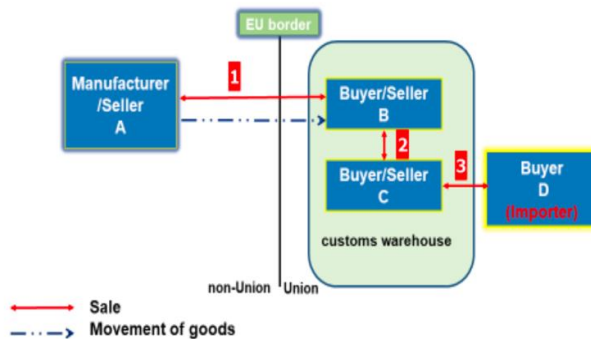 EU border
1
Manufacturer
/Seller
A
Buyer/Seller
B
2
Buyer/Seller
C
3
Buyer
D
(Importer)
customs warehouse
non-Union
Union
Sale
Movement of goods